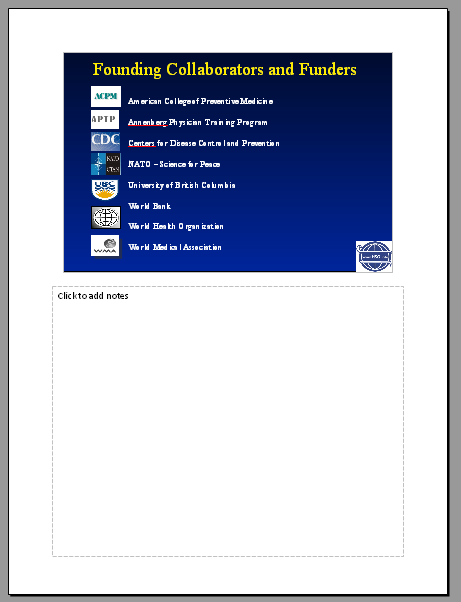 Founding Collaborators and Funders
ACPM
American College of Preventive Medicine
APTP
Annenberg Physician Training Program
CDC
Centers for Disease Control and Prevention
NATO – Science for Peace
UBC
University of British Columbia
World Bank
World Health Organization
WMA
World Medical Association
Click to add notes